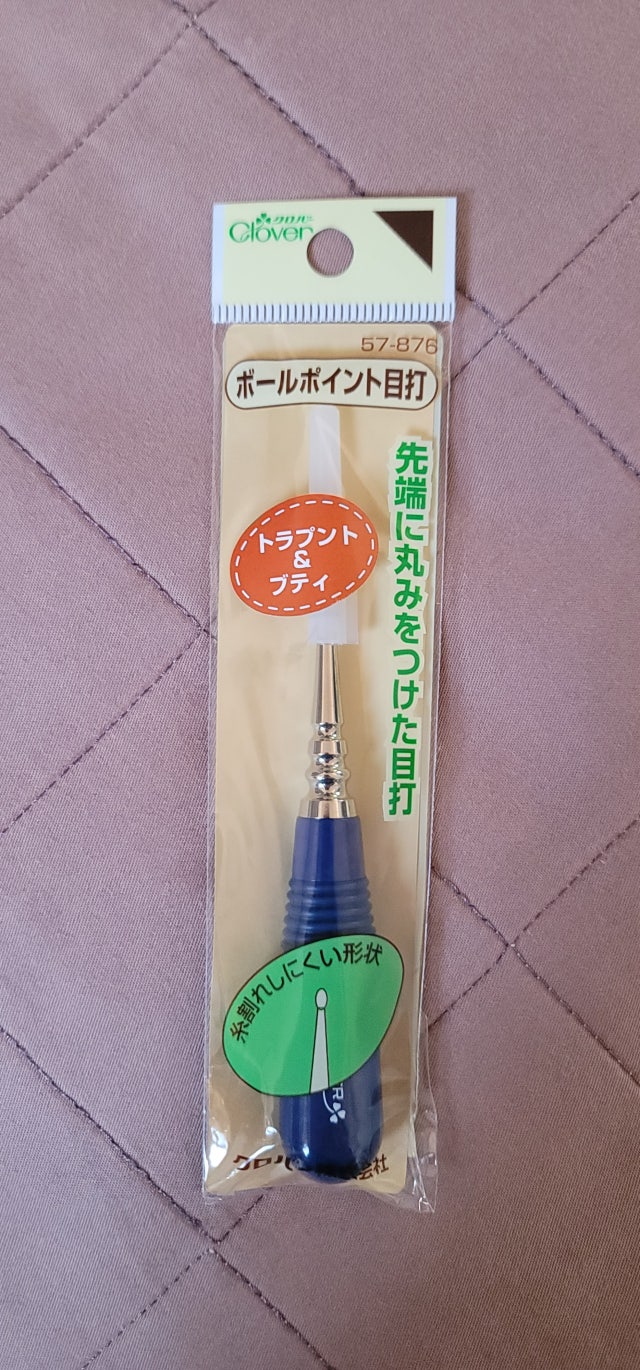 クロバー
Clover
57-876
ボールポイント目打
先端に丸みをつけた目打
トラプント
&
ブティ
糸割れしにくい形状